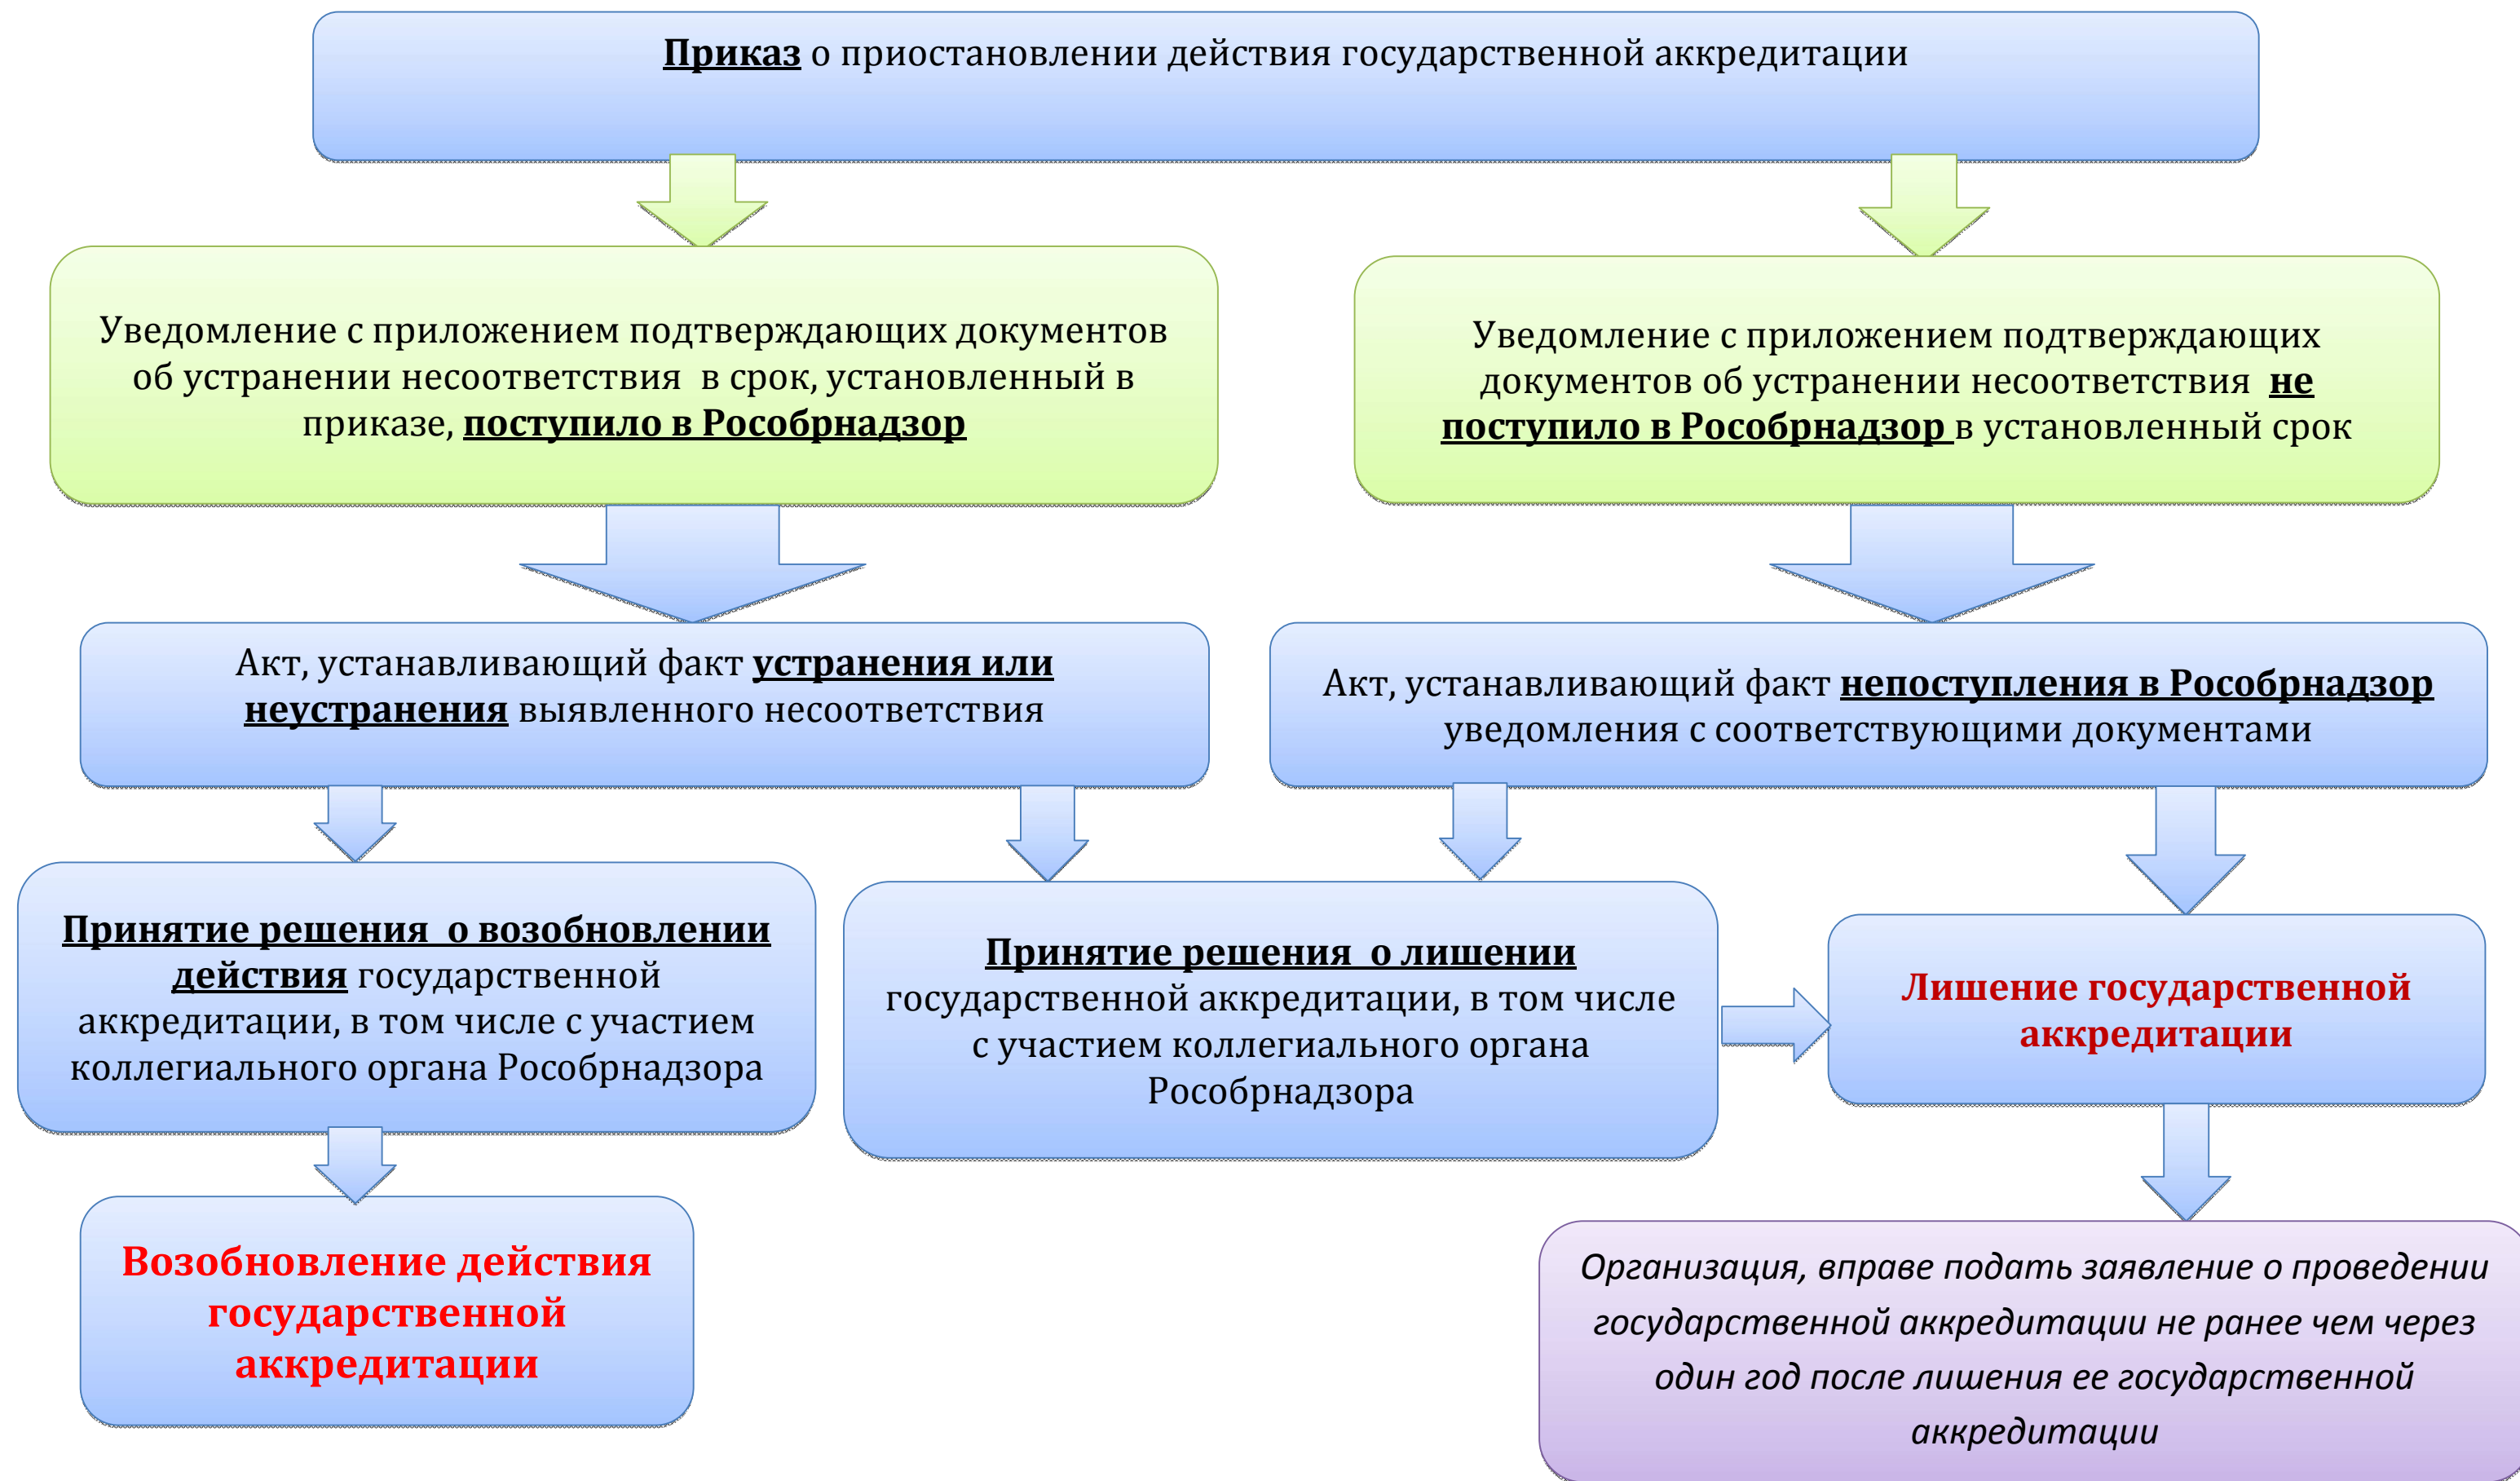 Приказ о приостановлении действия государственной аккредитации
Уведомление с приложением подтверждающих документов
об устранении несоответствия в срок, установленный в
приказе, поступило в Рособрнадзор
Уведомление с приложением подтверждающих
документов об устранении несоответствия не
поступило в Рособрнадзор в установленный срок
Акт, устанавливающий факт устранения или
неустранения выявленного несоответствия
Акт, устанавливающий факт непоступления в Рособрнадзор
уведомления с соответствующими документами
Принятие решения о возобновлении
действия государственной
аккредитации, в том числе с участием
коллегиального органа Рособрнадзора
Принятие решения о лишении
государственной аккредитации, в том числе
с участием коллегиального органа
Рособрнадзора
Лишение государственной
аккредитации
Возобновление действия
государственной
аккредитации
Организация, вправе подать заявление о проведении
государственной аккредитации не ранее чем через
один год после лишения ее государственной
аккредитации